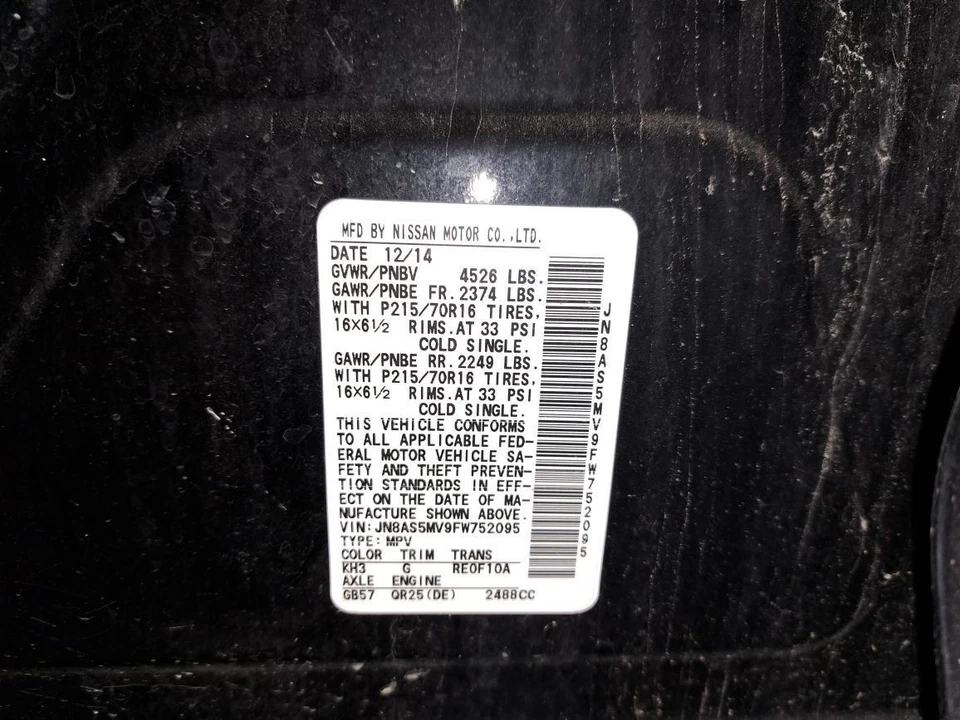 MFD BY NISSAN MOTOR CO.,LTD.
DATE 12/14
GVWR/PNBV 4526 LBS.
GAWR/PNBE FR. 2374 LBS.
WITH P215/70R16 TIRES,
16×6½ RIMS. AT 33 PSI
COLD SINGLE.
GAWR/PNBE RR. 2249 LBS.
WITH P215/70R16 TIRES,
16×6½ RIMS. AT 33 PSI
COLD SINGLE.
THIS VEHICLE CONFORMS
TO ALL APPLICABLE FED-
ERAL MOTOR VEHICLE SA-
FETY AND THEFT PREVEN-
TION STANDARDS IN EFF-
ECT ON THE DATE OF MA-
NUFACTURE SHOWN ABOVE.
VIN: JN8AS5MV9FW752095
TYPE: MPV
COLOR TRIM TRANS
KH3 G RE0F10A
AXLE ENGINE
GB57 QR25(DE) 2488CC
JN8AS5MV9FW752095